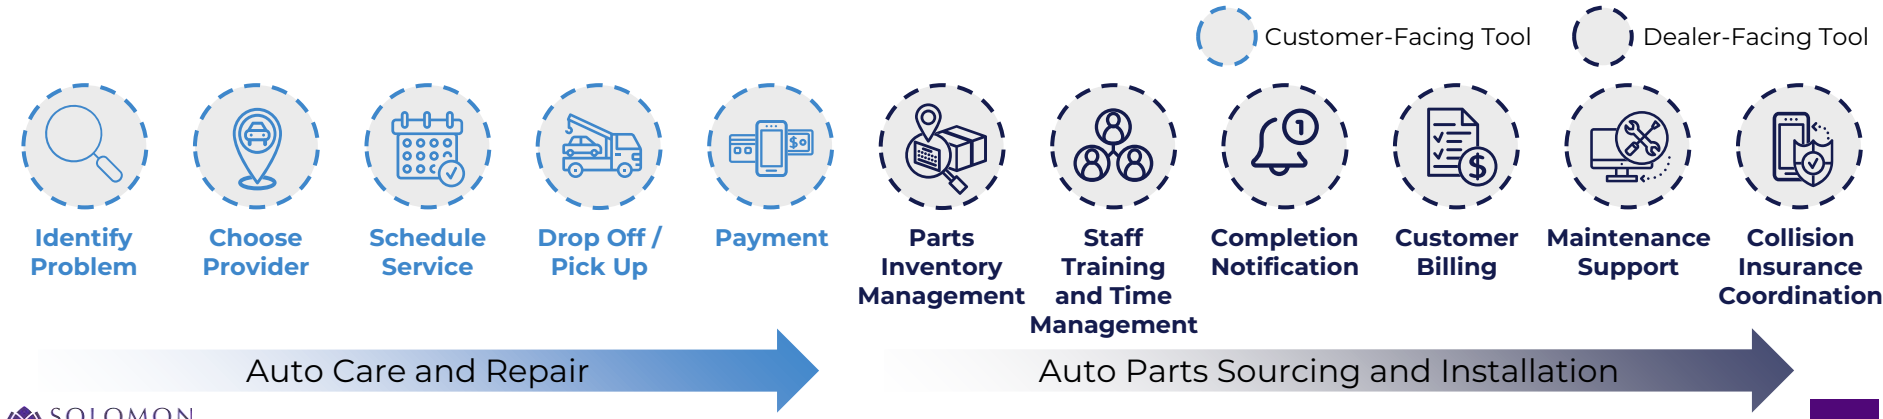 Customer-Facing Tool
Dealer-Facing Tool
1
$
$
Identify
Problem
Choose
Provider
Schedule
Service
Drop Off /
Pick Up
Payment
Parts
Inventory
Management
Staff
Training
and Time
Management
Completion
Notification
Customer
Billing
Maintenance
Support
Collision
Insurance
Coordination
Auto Care and Repair
Auto Parts Sourcing and Installation
SOLOMON